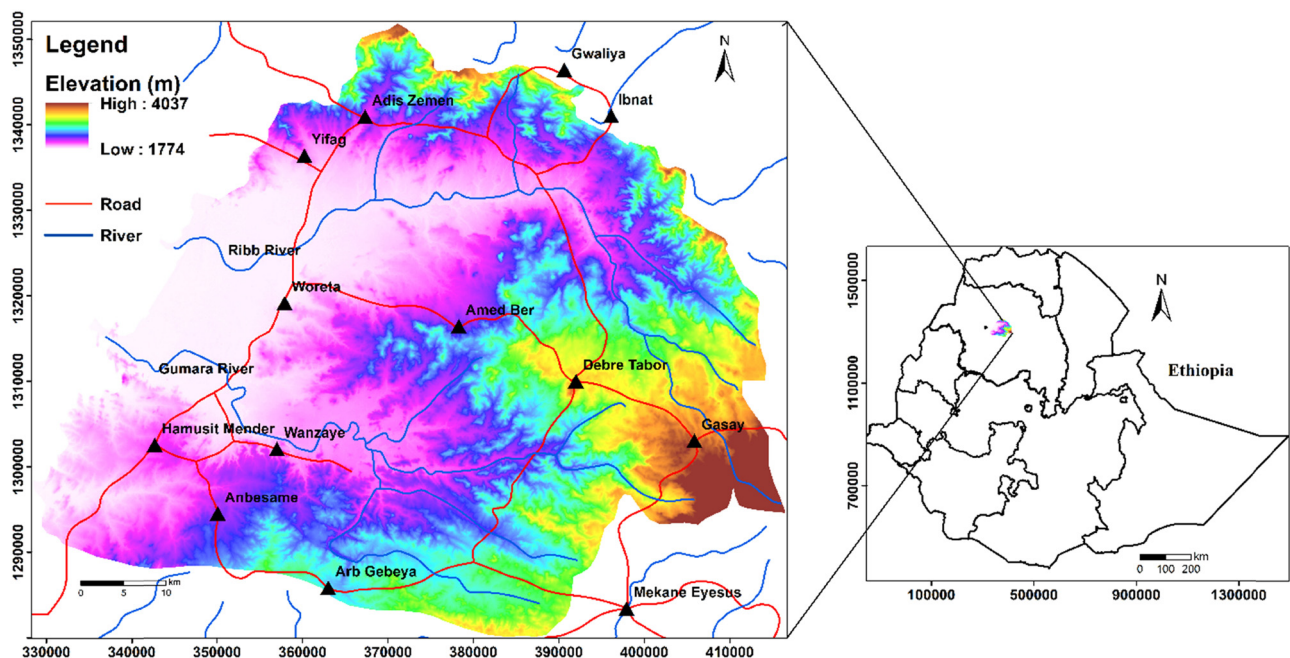 Legend
Elevation (m)
High : 4037
Low : 1774
Road
River
N
Gwaliya
Ibnat
Adis Zemen
Yifag
Ribb River
Woreta
Amed Ber
Gumara River
Debre Tabor
Hamusit Mender
Wanzaye
Gasay
Anbesame
Arb Gebeya
Mekane Eyesus
0 5 10 km
1350000
1340000
1330000
1320000
1310000
1300000
1290000
330000 340000 350000 360000 370000 380000 390000 400000 410000
N
Ethiopia
km
0 100 200
1500000
1100000
700000
100000 500000 900000 1300000